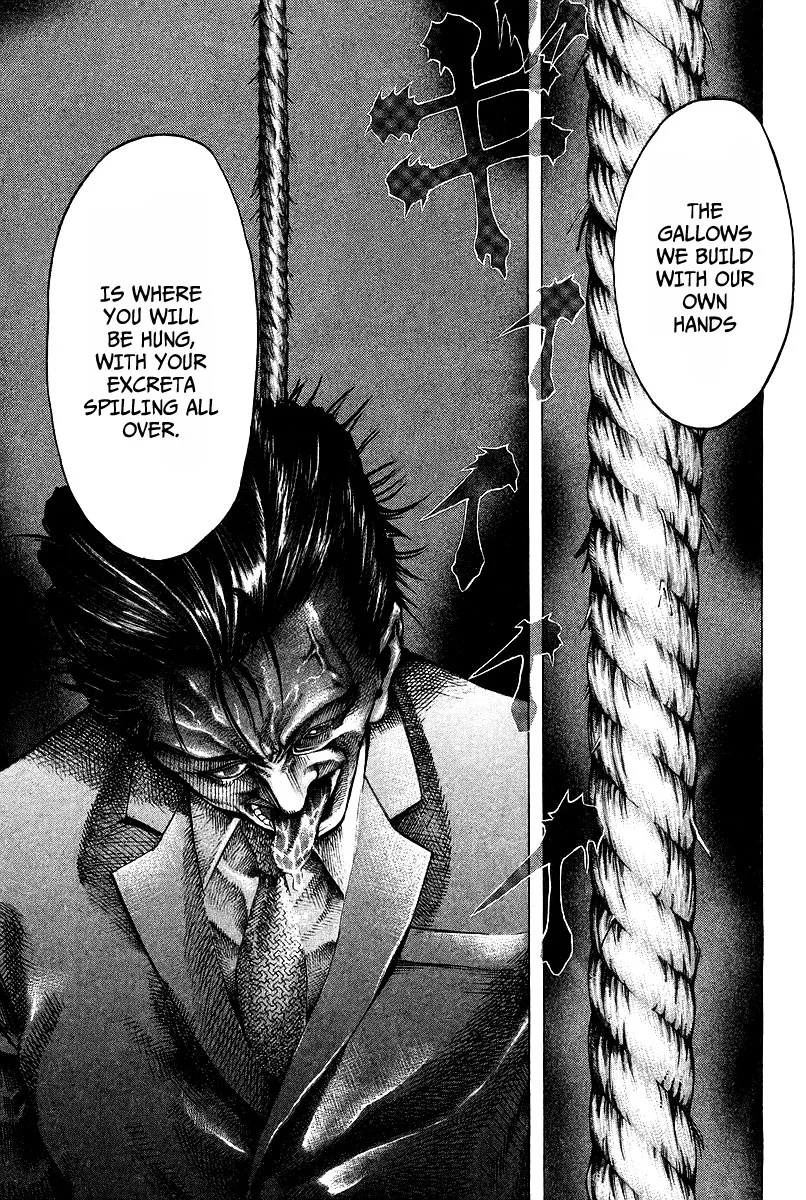 THE
GALLOWS
WE BUILD
WITH OUR
OWN
HANDS
IS WHERE
YOU WILL
BE HUNG,
WITH YOUR
EXCRETA
SPILLING ALL
OVER.